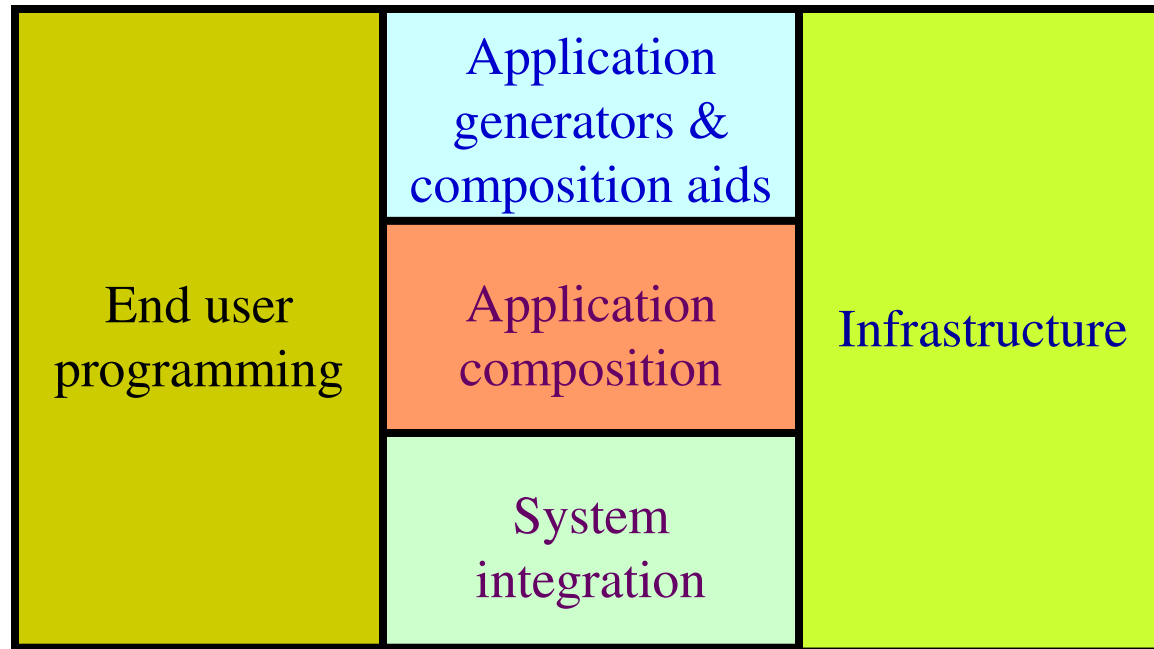 End user
programming
Application
generators &
composition aids
Application
composition
System
integration
Infrastructure